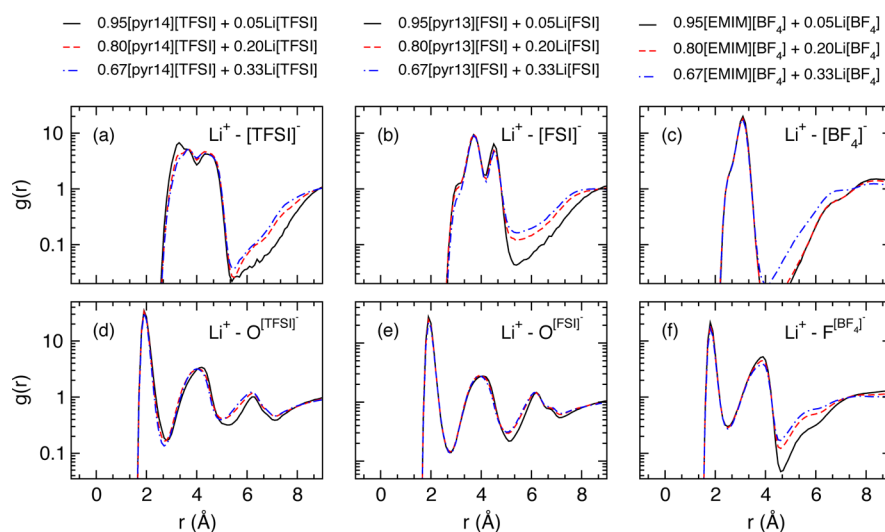 0.95[pyr14][TFSI] + 0.05Li[TFSI]
0.80[pyr14][TFSI] + 0.20Li[TFSI]
0.67[pyr14][TFSI] + 0.33Li[TFSI]
0.95[pyr13][FSI] + 0.05Li[FSI]
0.80[pyr13][FSI] + 0.20Li[FSI]
0.67[pyr13][FSI] + 0.33Li[FSI]
0.95[EMIM][BF₄] + 0.05Li[BF₄]
0.80[EMIM][BF₄] + 0.20Li[BF₄]
0.67[EMIM][BF₄] + 0.33Li[BF₄]
(a) Li⁺ - [TFSI]⁻
(b) Li⁺ - [FSI]⁻
(c) Li⁺ - [BF₄]⁻
10
1
0.1
g(r)
(d) Li⁺ - O^[TFSI]⁻
(e) Li⁺ - O^[FSI]⁻
(f) Li⁺ - F^[BF₄]⁻
10
1
0.1
g(r)
0 2 4 6 8
0 2 4 6 8
0 2 4 6 8
r (Å)
r (Å)
r (Å)